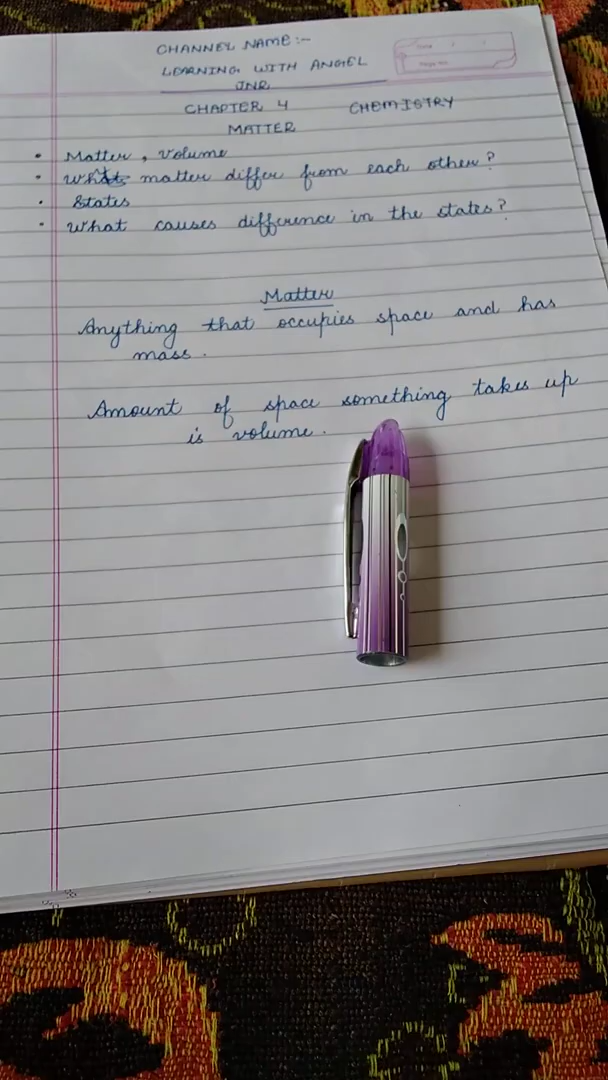 CHANNEL NAME:-
LEARNING WITH ANGEL
JNR
CHAPTER 4 CHEMISTRY
MATTER
• Matter, volume
• What matter differ from each other?
• States
• What causes difference in the states?
Matter
Anything that occupies space and has
mass.
Amount of space something takes up
is volume.